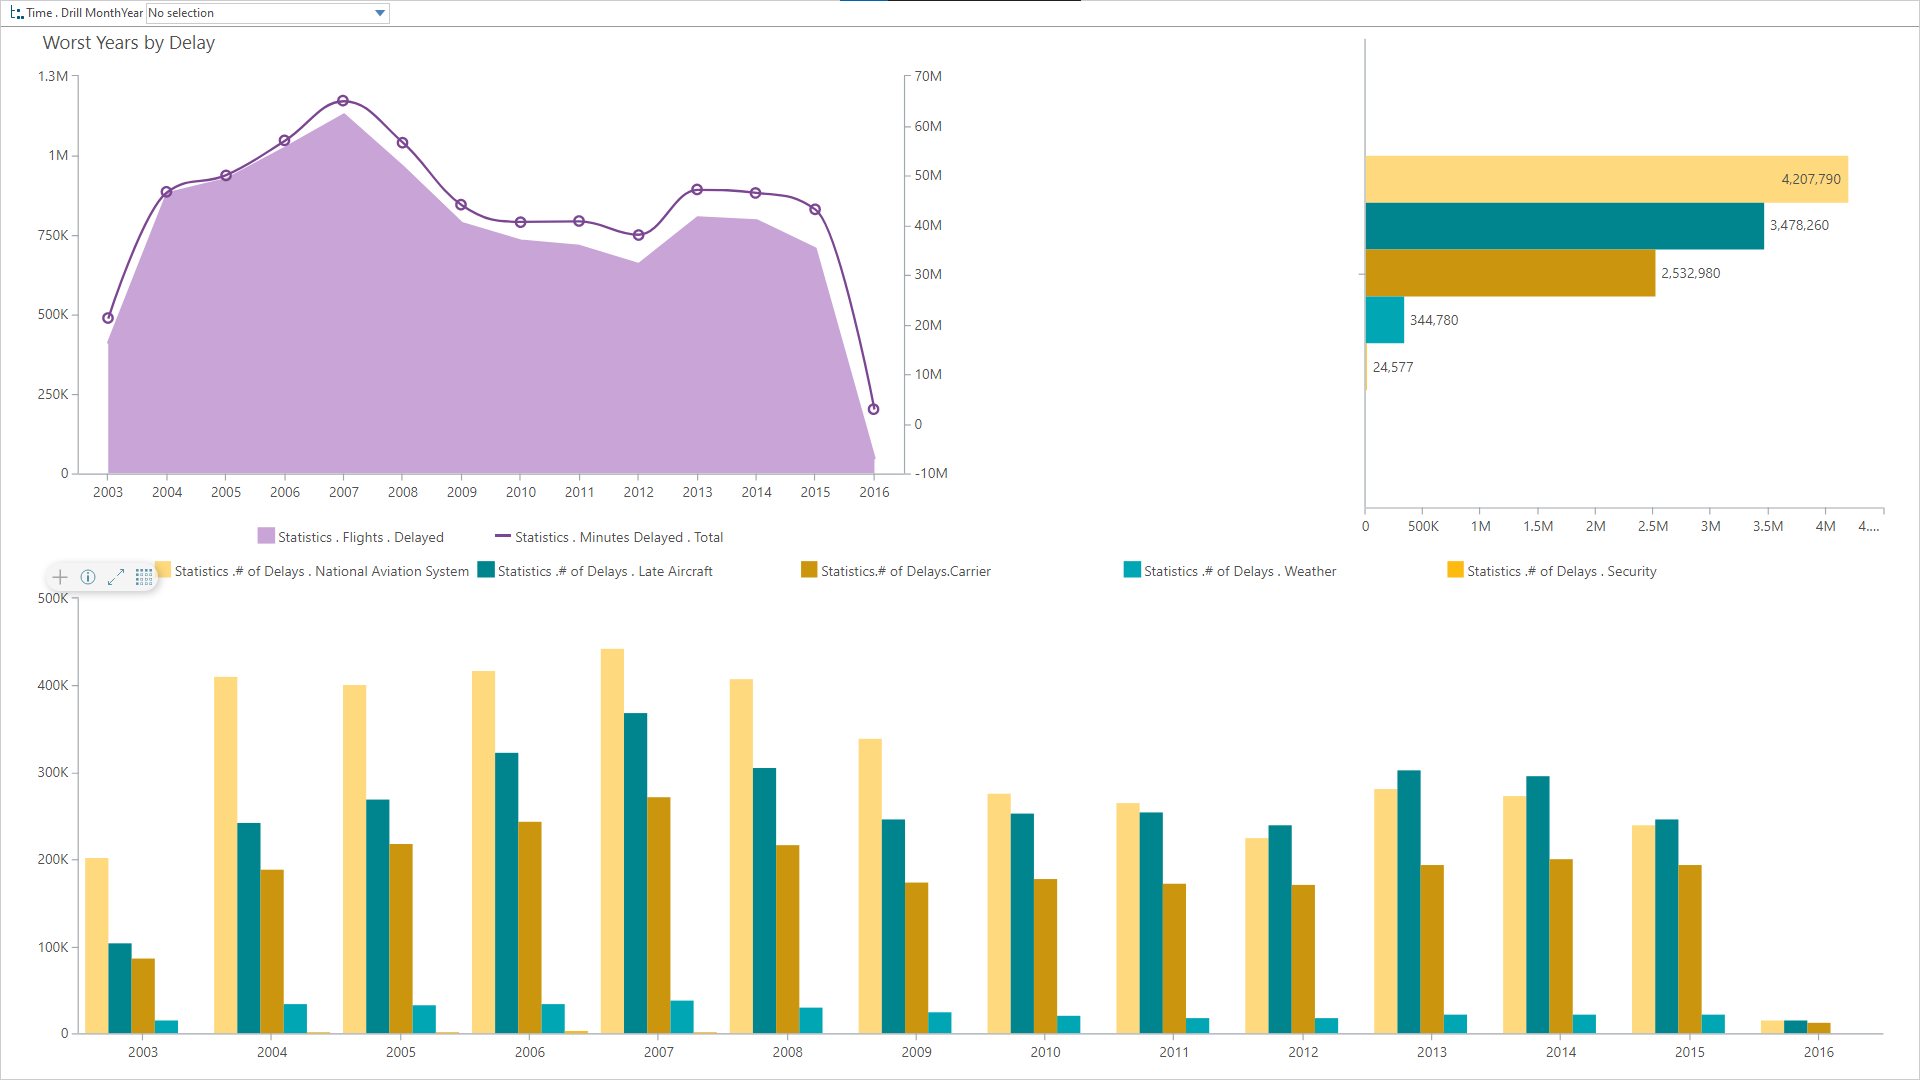 Time . Drill MonthYear No selection
Worst Years by Delay
1.3M
1M
750K
500K
250K
0
70M
60M
50M
40M
30M
20M
10M
0
-10M
2003 2004 2005 2006 2007 2008 2009 2010 2011 2012 2013 2014 2015 2016
Statistics . Flights . Delayed Statistics . Minutes Delayed . Total
4,207,790
3,478,260
2,532,980
344,780
24,577
0 500K 1M 1.5M 2M 2.5M 3M 3.5M 4M 4....
Statistics .# of Delays . National Aviation System Statistics .# of Delays . Late Aircraft Statistics.# of Delays.Carrier Statistics .# of Delays . Weather Statistics .# of Delays . Security
500K
400K
300K
200K
100K
0
2003 2004 2005 2006 2007 2008 2009 2010 2011 2012 2013 2014 2015 2016